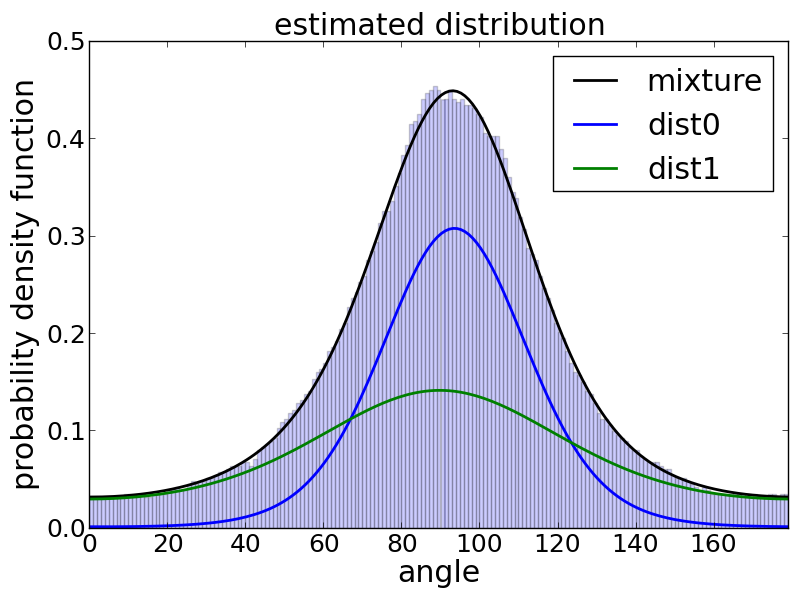 estimated distribution
0.5
0.4
0.3
0.2
0.1
0.0
probability density function
mixture
dist0
dist1
0 20 40 60 80 100 120 140 160
angle